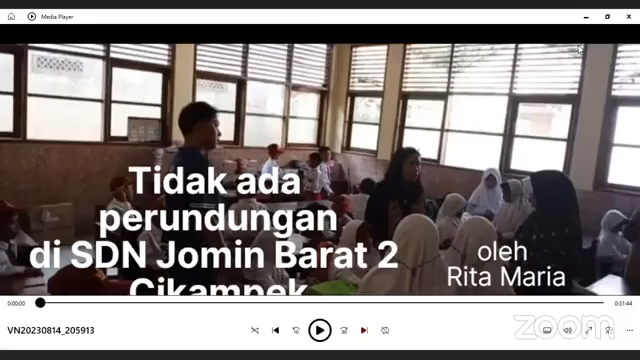 Media Player
Tidak ada
perundungan
di SDN Jomin Barat 2
Cikampek
oleh
Rita Maria
0:00:00
0:31:44
VN20230814_205913
zoom